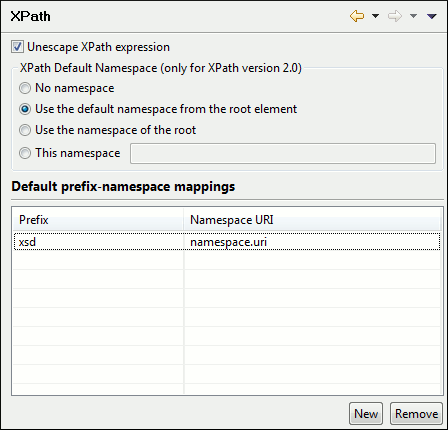 XPath
Unescape XPath expression
XPath Default Namespace (only for XPath version 2.0)
No namespace
Use the default namespace from the root element
Use the namespace of the root
This namespace
Default prefix-namespace mappings
Prefix Namespace URI
xsd namespace.uri
New Remove